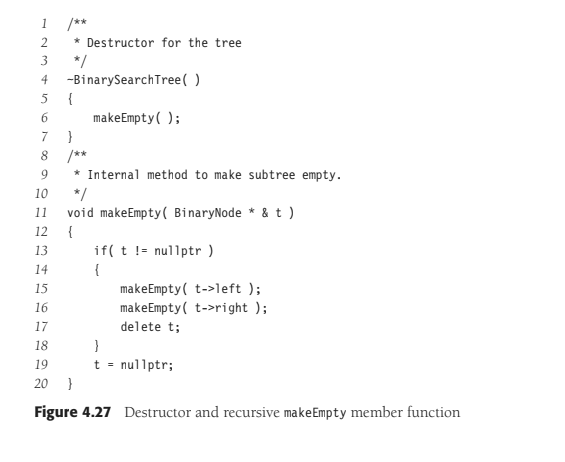 1 /**
2  * Destructor for the tree
3  */
4 ~BinarySearchTree( )
5 {
6     makeEmpty( );
7 }
8 /**
9  * Internal method to make subtree empty.
10  */
11 void makeEmpty( BinaryNode * & t )
12 {
13     if( t != nullptr )
14     {
15         makeEmpty( t->left );
16         makeEmpty( t->right );
17         delete t;
18     }
19     t = nullptr;
20 }
Figure 4.27 Destructor and recursive makeEmpty member function